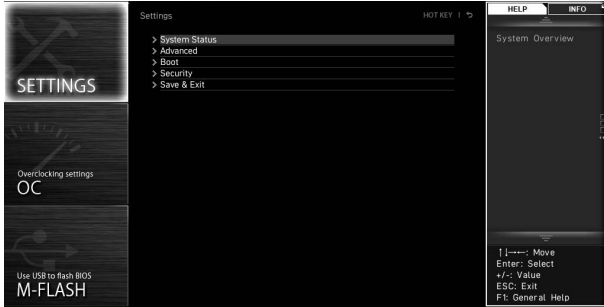 SETTINGS
Overclocking settings
OC
Use USB to flash BIOS
M-FLASH
Settings
HOT KEY |
> System Status
> Advanced
> Boot
> Security
> Save & Exit
HELP
INFO
System Overview
↑↓→←: Move
Enter: Select
+/-: Value
ESC: Exit
F1: General Help